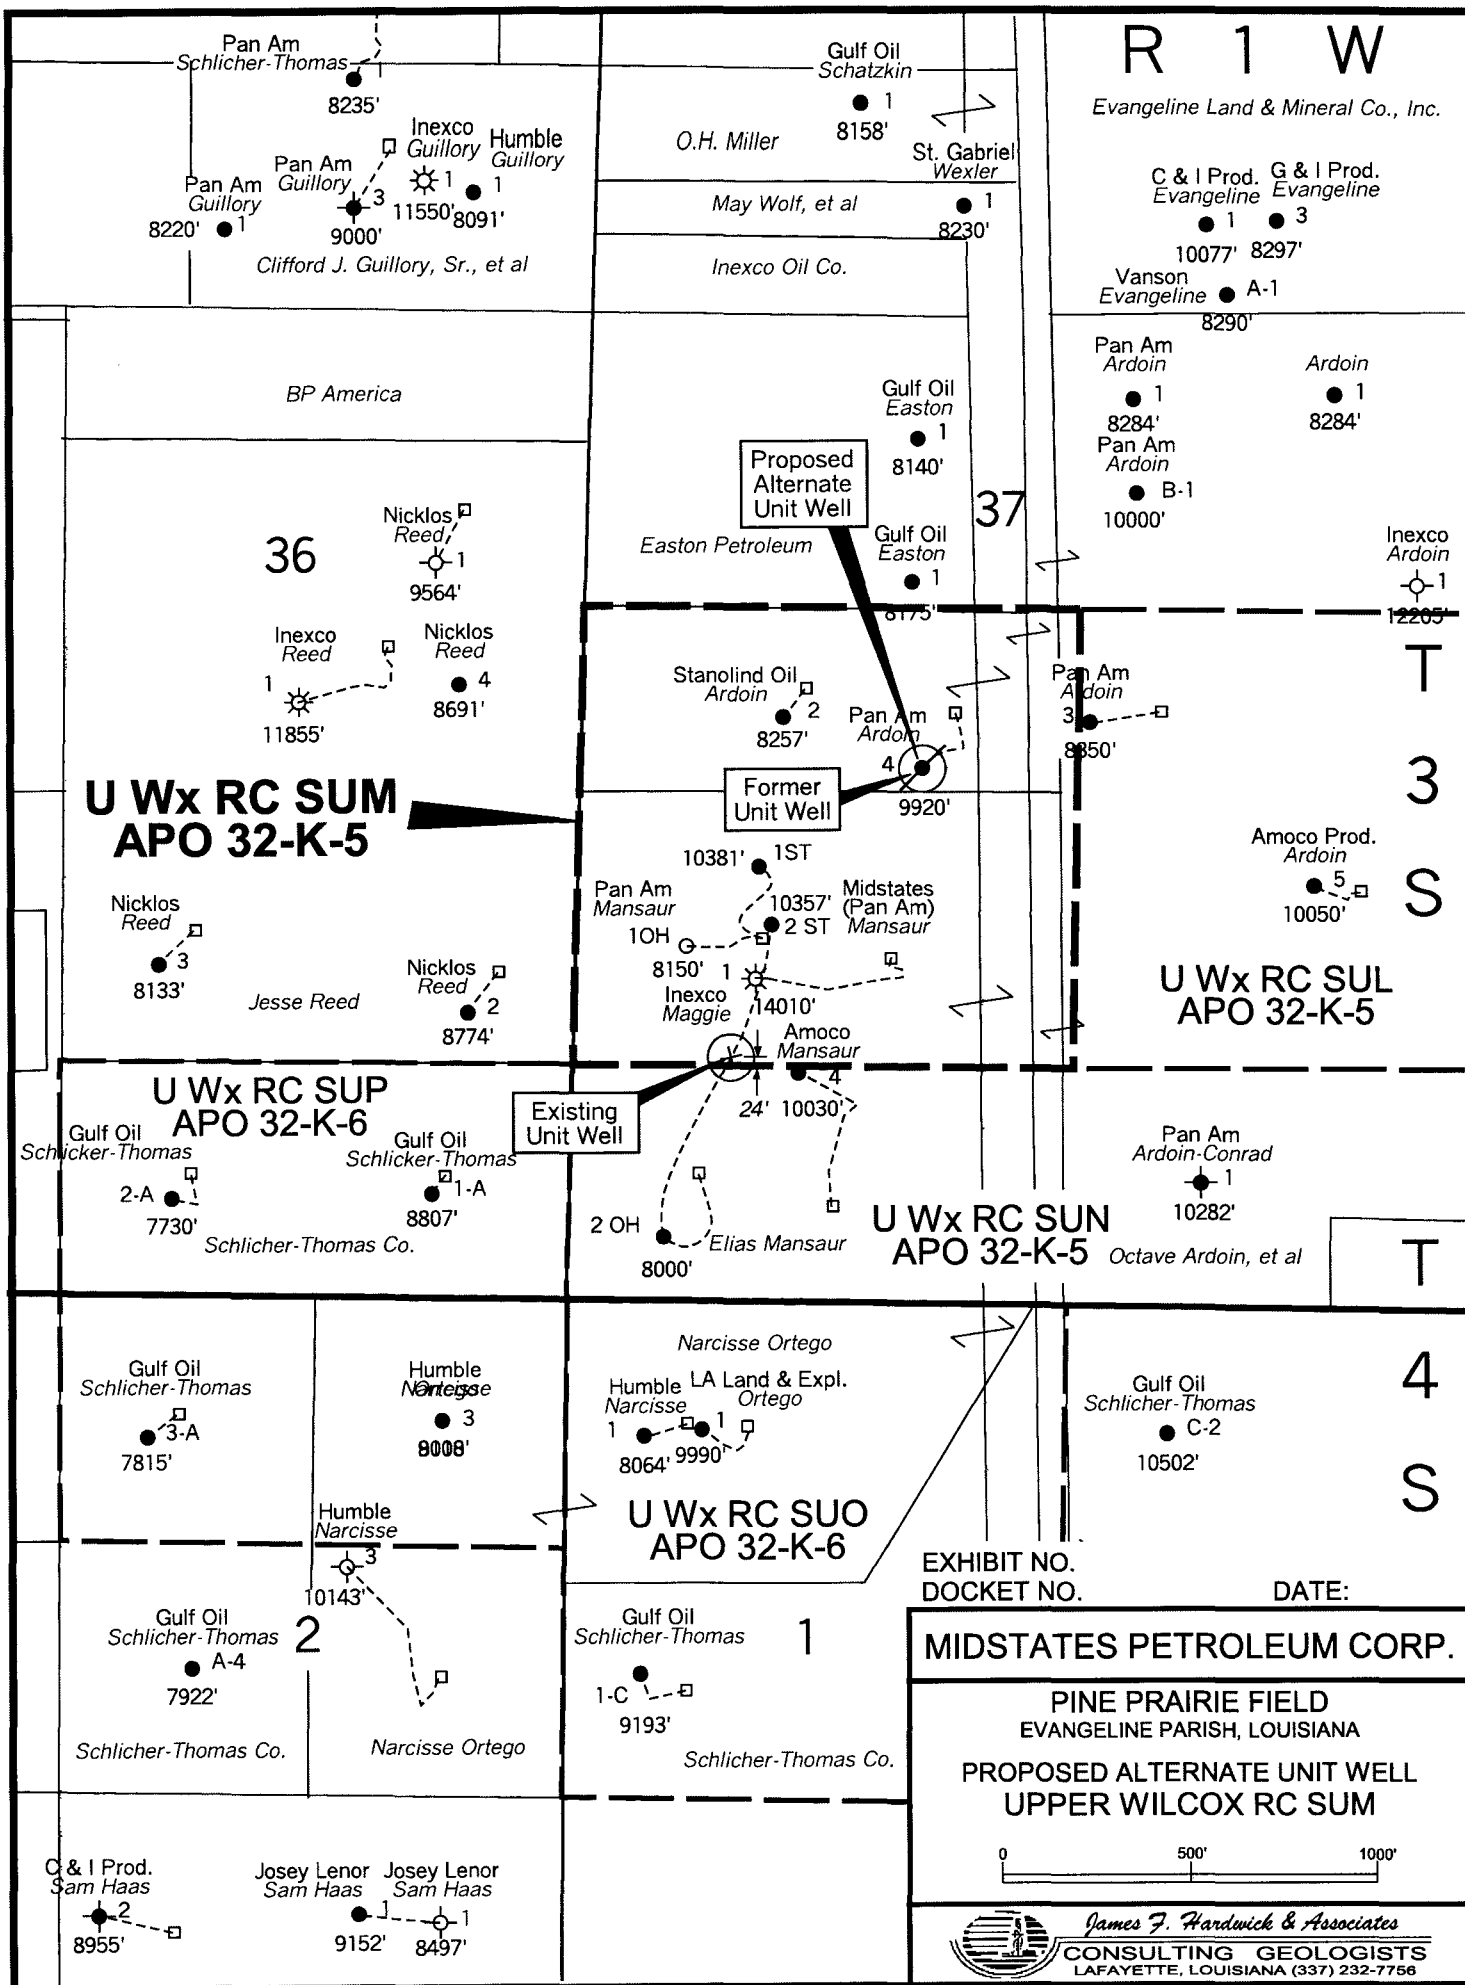 R 1 W
Evangeline Land & Mineral Co., Inc.
Pan Am
Schlicher-Thomas
1
8235'
Gulf Oil
Schatzkin
1
8158'
O.H. Miller
Inexco
Guillory
1
11550'
Humble
Guillory
1
8091'
Pan Am
Guillory
3
9000'
Pan Am
Guillory
8220'
1
Clifford J. Guillory, Sr., et al
St. Gabriel
Wexler
1
8230'
May Wolf, et al
Inexco Oil Co.
C & I Prod.
Evangeline
1
10077'
G & I Prod.
Evangeline
3
8297'
Vanson
Evangeline
A-1
8290'
BP America
Pan Am
Ardoin
1
8284'
Ardoin
1
8284'
Pan Am
Ardoin
B-1
10000'
Gulf Oil
Easton
1
8140'
Proposed
Alternate
Unit Well
37
36
Nicklos
Reed
1
9564'
Easton Petroleum
Gulf Oil
Easton
1
8175'
Inexco
Ardoin
1
12205'
Inexco
Reed
1
11855'
Nicklos
Reed
4
8691'
Stanolind Oil
Ardoin
2
8257'
Pan Am
Ardoin
4
9920'
Pan Am
Ardoin
3
8350'
T
3
S
Former
Unit Well
U Wx RC SUM
APO 32-K-5
10381'
1ST
Pan Am
Mansaur
1OH
8150'
10357'
2 ST
Midstates
(Pan Am)
Mansaur
1
14010'
Inexco
Maggie
Amoco Prod.
Ardoin
5
10050'
Nicklos
Reed
3
8133'
Jesse Reed
Nicklos
Reed
2
8774'
U Wx RC SUL
APO 32-K-5
Amoco
Mansaur
4
10030'
24'
Existing
Unit Well
U Wx RC SUP
APO 32-K-6
Gulf Oil
Schlicker-Thomas
2-A
7730'
Gulf Oil
Schlicker-Thomas
1-A
8807'
Schlicher-Thomas Co.
2 OH
8000'
Elias Mansaur
U Wx RC SUN
APO 32-K-5
Pan Am
Ardoin-Conrad
1
10282'
Octave Ardoin, et al
T
4
S
Gulf Oil
Schlicher-Thomas
3-A
7815'
Humble
Narcisse
3
Narcisse Ortego
Humble
Narcisse
1
8064'
LA Land & Expl.
Ortego
1
9990'
Gulf Oil
Schlicher-Thomas
C-2
10502'
U Wx RC SUO
APO 32-K-6
Humble
Narcisse
3
10143'
Gulf Oil
Schlicher-Thomas
A-4
7922'
2
Schlicher-Thomas Co.
Narcisse Ortego
Gulf Oil
Schlicher-Thomas
1-C
9193'
1
Schlicher-Thomas Co.
C & I Prod.
Sam Haas
2
8955'
Josey Lenor
Sam Haas
1
9152'
Josey Lenor
Sam Haas
1
8497'
EXHIBIT NO.
DOCKET NO. DATE:
MIDSTATES PETROLEUM CORP.
PINE PRAIRIE FIELD
EVANGELINE PARISH, LOUISIANA
PROPOSED ALTERNATE UNIT WELL
UPPER WILCOX RC SUM
0 500' 1000'
James F. Hardwick & Associates
CONSULTING GEOLOGISTS
LAFAYETTE, LOUISIANA (337) 232-7756